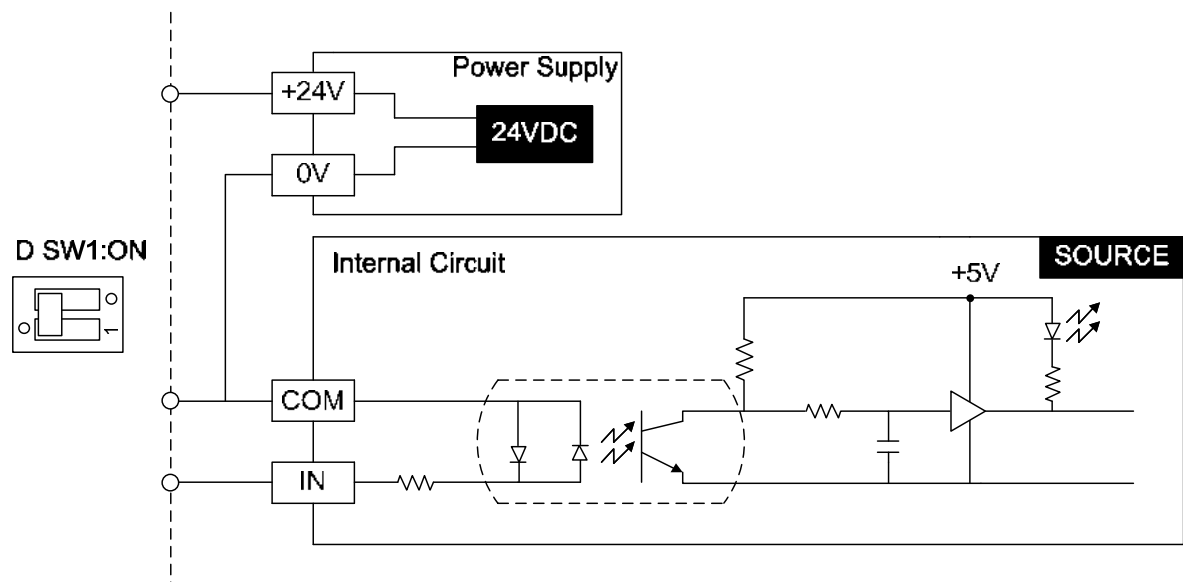 Power Supply
+24V
24VDC
0V
D SW1:ON
1
Internal Circuit
SOURCE
+5V
COM
IN